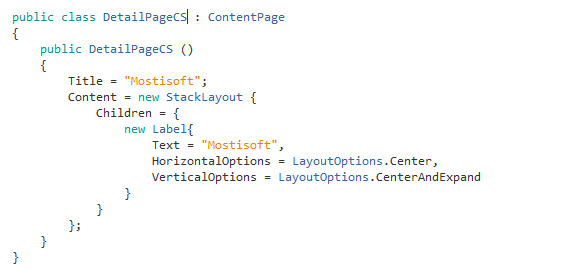 public class DetailPageCS : ContentPage
{
    public DetailPageCS ()
    {
        Title = "Mostisoft";
        Content = new StackLayout {
            Children = {
                new Label{
                    Text = "Mostisoft",
                    HorizontalOptions = LayoutOptions.Center,
                    VerticalOptions = LayoutOptions.CenterAndExpand
                }
            }
        };
    }
}